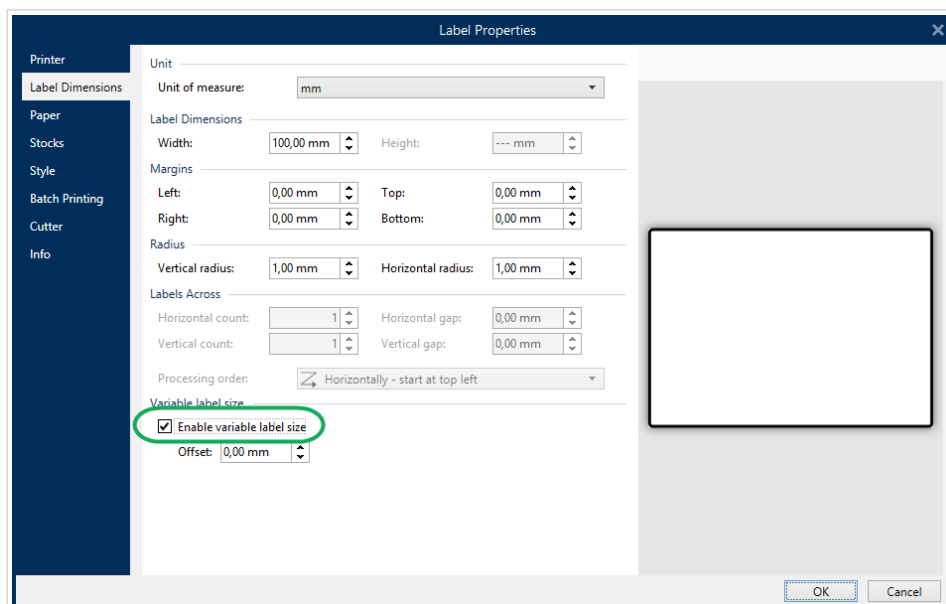 Label Properties
Printer
Label Dimensions
Paper
Stocks
Style
Batch Printing
Cutter
Info
Unit
Unit of measure: mm
Label Dimensions
Width: 100,00 mm Height: --- mm
Margins
Left: 0,00 mm Top: 0,00 mm
Right: 0,00 mm Bottom: 0,00 mm
Radius
Vertical radius: 1,00 mm Horizontal radius: 1,00 mm
Labels Across
Horizontal count: 1 Horizontal gap: 0,00 mm
Vertical count: 1 Vertical gap: 0,00 mm
Processing order: Horizontally - start at top left
Variable label size
Enable variable label size
Offset: 0,00 mm
OK Cancel